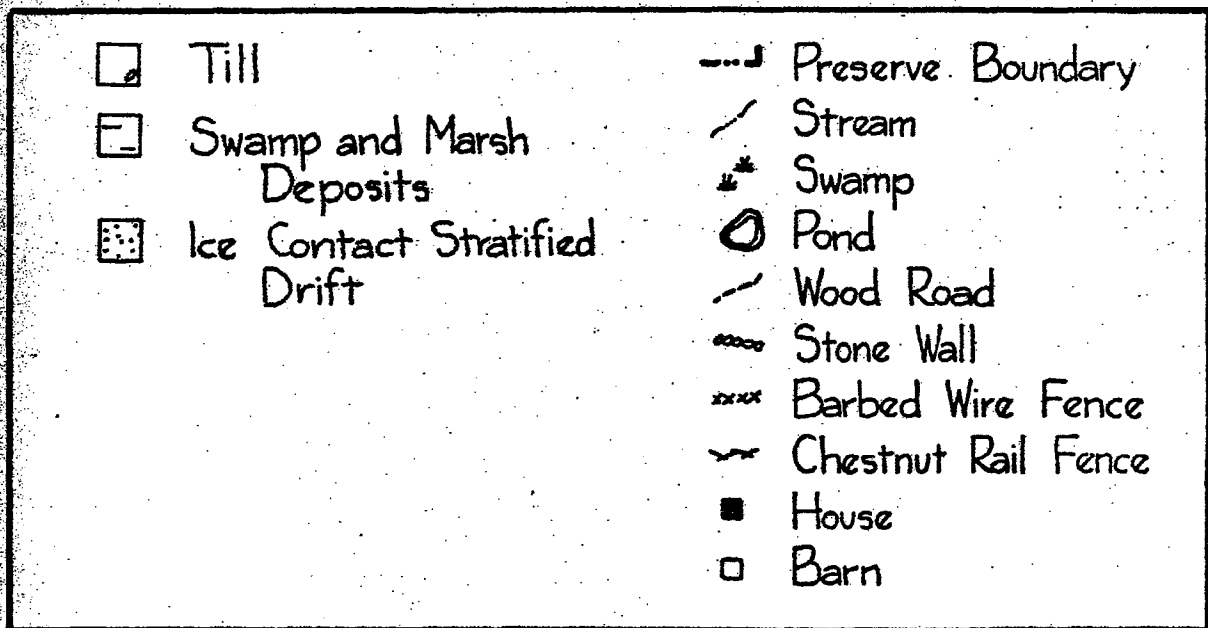 Till
Swamp and Marsh
Deposits
Ice Contact Stratified
Drift
Preserve Boundary
Stream
Swamp
Pond
Wood Road
Stone Wall
Barbed Wire Fence
Chestnut Rail Fence
House
Barn